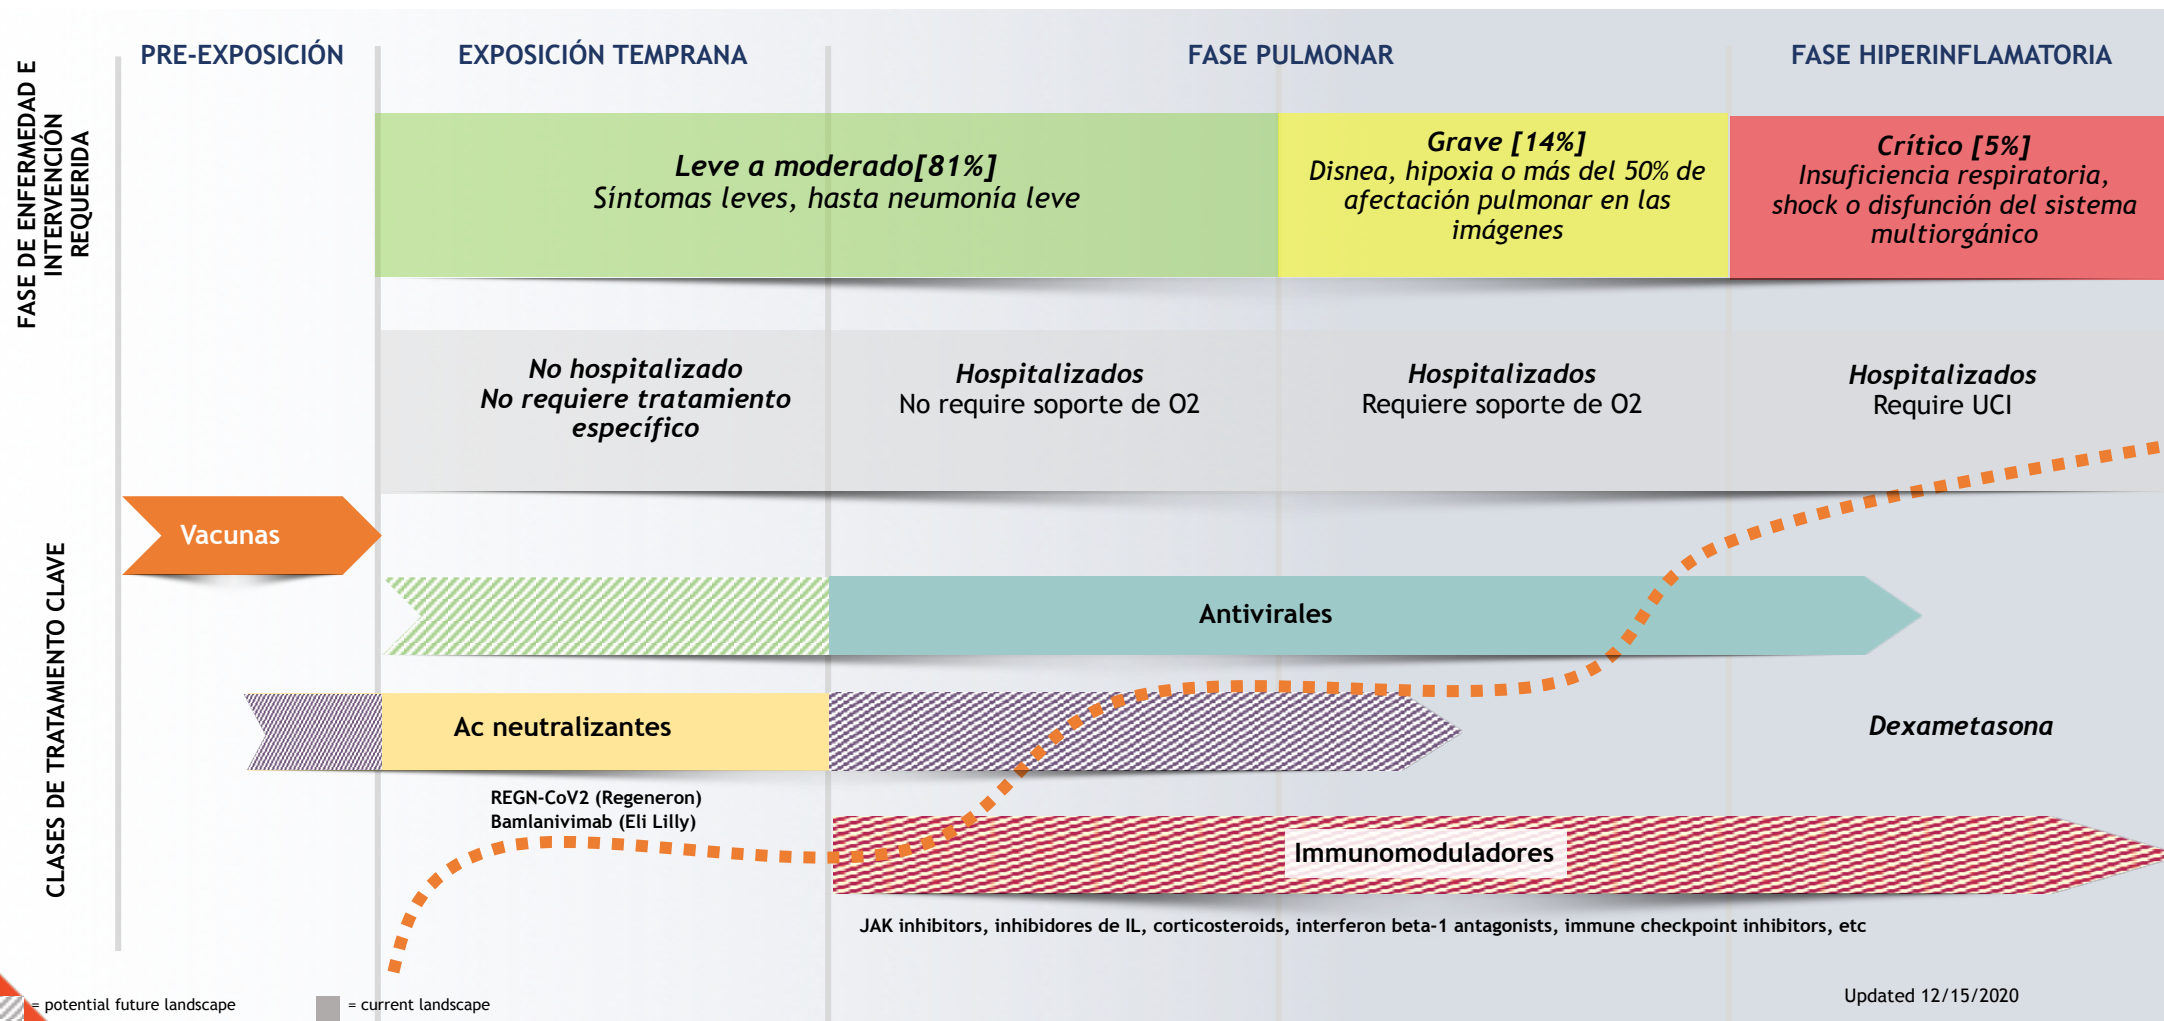 PRE-EXPOSICIÓN
EXPOSICIÓN TEMPRANA
FASE PULMONAR
FASE HIPERINFLAMATORIA
FASE DE ENFERMEDAD E
INTERVENCIÓN
REQUERIDA
Leve a moderado[81%]
Síntomas leves, hasta neumonía leve
Grave [14%]
Disnea, hipoxia o más del 50% de
afectación pulmonar en las
imágenes
Crítico [5%]
Insuficiencia respiratoria,
shock o disfunción del sistema
multiorgánico
No hospitalizado
No requiere tratamiento
específico
Hospitalizados
No require soporte de O2
Hospitalizados
Requiere soporte de O2
Hospitalizados
Require UCI
CLASES DE TRATAMIENTO CLAVE
Vacunas
Antivirales
Ac neutralizantes
Dexametasona
REGN-CoV2 (Regeneron)
Bamlanivimab (Eli Lilly)
Immunomoduladores
JAK inhibitors, inhibidores de IL, corticosteroids, interferon beta-1 antagonists, immune checkpoint inhibitors, etc
= potential future landscape
= current landscape
Updated 12/15/2020